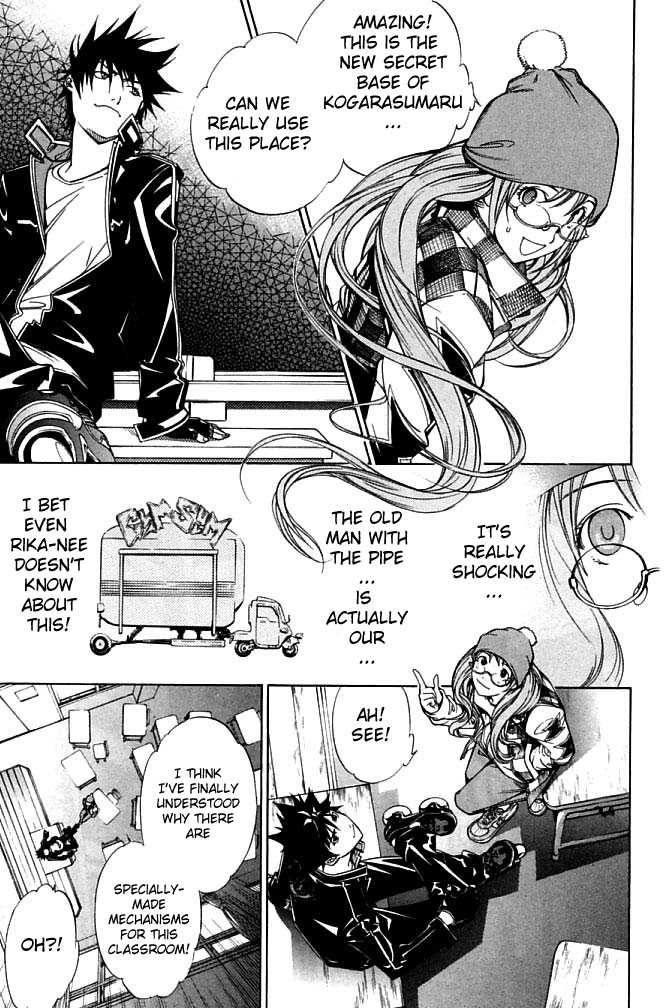 AMAZING!
THIS IS THE
NEW SECRET
BASE OF
KOGARASUMARU
...
CAN WE
REALLY USE
THIS PLACE?
IT'S
REALLY
SHOCKING
...
THE OLD
MAN WITH
THE PIPE
...
IS
ACTUALLY
OUR
...
I BET
EVEN
RIKA-NEE
DOESN'T
KNOW
ABOUT
THIS!
AH!
SEE!
I THINK
I'VE FINALLY
UNDERSTOOD
WHY THERE
ARE
SPECIALLY-
MADE
MECHANISMS
FOR THIS
CLASSROOM!
OH?!